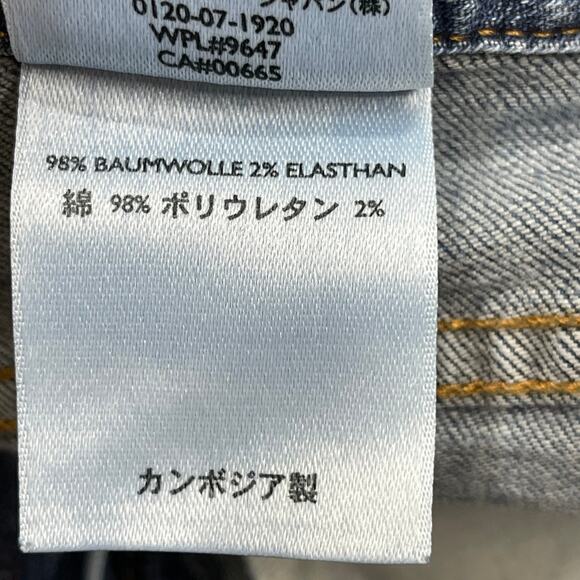 ジャパン(株)
0120-07-1920
WPL#9647
CA#00665
98% BAUMWOLLE 2% ELASTHAN
綿 98% ポリウレタン 2%
カンボジア製